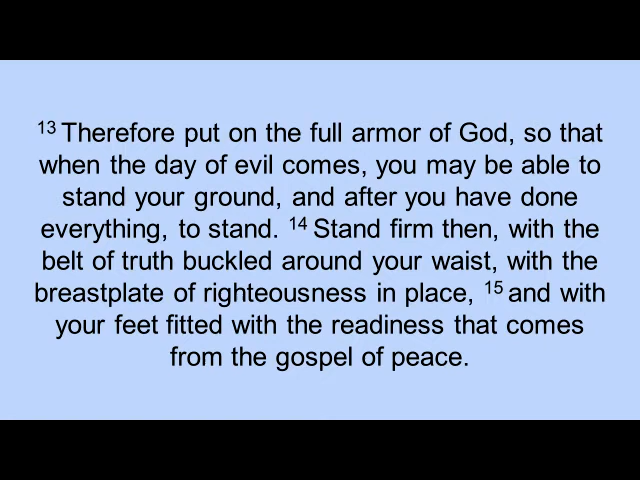 13 Therefore put on the full armor of God, so that
when the day of evil comes, you may be able to
stand your ground, and after you have done
everything, to stand. 14 Stand firm then, with the
belt of truth buckled around your waist, with the
breastplate of righteousness in place, 15 and with
your feet fitted with the readiness that comes
from the gospel of peace.